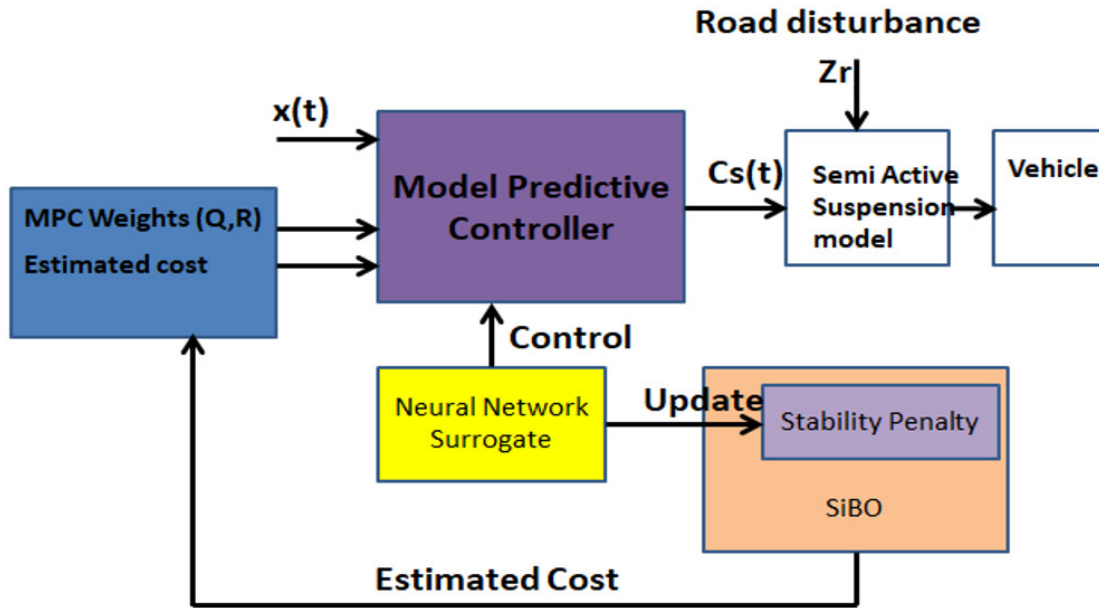 Road disturbance
Zr
x(t)
Model Predictive
Controller
Cs(t)
Semi Active
Suspension
model
Vehicle
MPC Weights (Q,R)
Estimated cost
Control
Neural Network
Surrogate
Update
Stability Penalty
SiBO
Estimated Cost